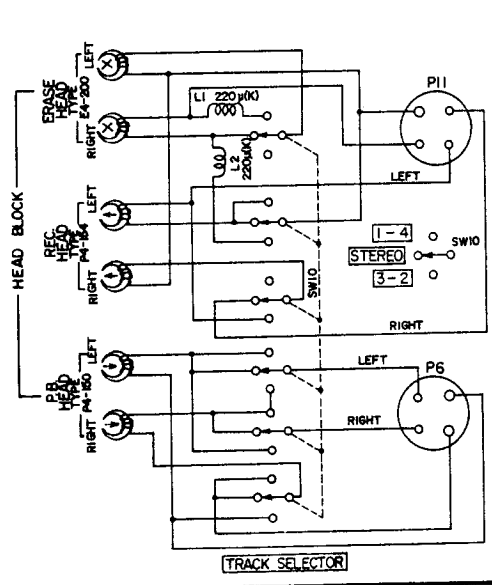 HEAD BLOCK
ERASE
HEAD
TYPE
E4-200
LEFT
RIGHT
REC.
HEAD
TYPE
P4-154
LEFT
RIGHT
P.B
HEAD
TYPE
P4-150
LEFT
RIGHT
L1 220μ(K)
L2
220μ(K)
P11
LEFT
1-4
STEREO
3-2
SW10
SW10
RIGHT
LEFT
RIGHT
P6
TRACK SELECTOR